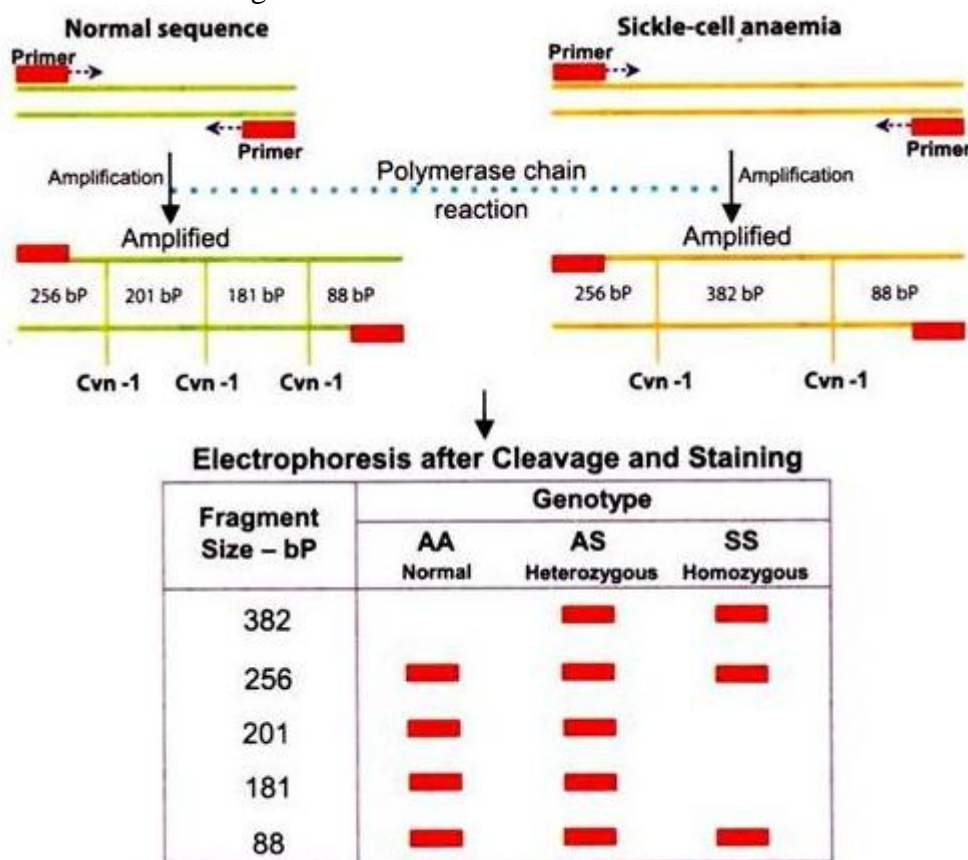 Normal sequence
Sickle-cell anaemia
Primer
Primer
Primer
Primer
Amplification
Polymerase chain
reaction
Amplification
Amplified
Amplified
256 bP 201 bP 181 bP 88 bP
256 bP 382 bP 88 bP
Cvn -1 Cvn -1 Cvn -1
Cvn -1 Cvn -1
Electrophoresis after Cleavage and Staining
Fragment
Size – bP
Genotype
AA AS SS
Normal Heterozygous Homozygous
382
256
201
181
88